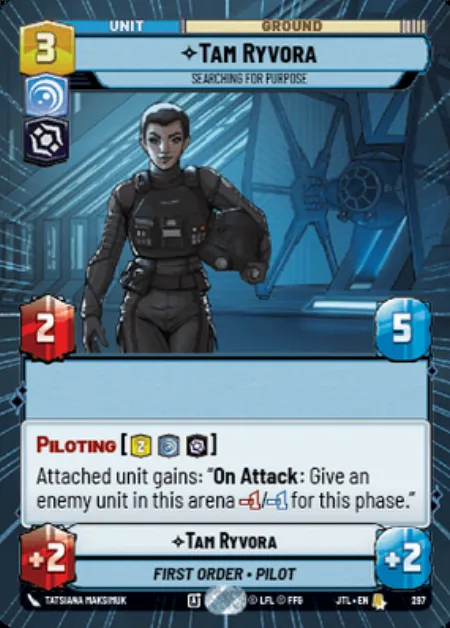 UNIT GROUND
3
✧TAM RYVORA
SEARCHING FOR PURPOSE
2
5
PILOTING [2]
Attached unit gains: “On Attack: Give an
enemy unit in this arena -1/-1 for this phase.”
✧TAM RYVORA
+2
+2
FIRST ORDER • PILOT
TATSIANA MAKSIMUK Ⓤ LFL Ⓒ FFG JTL • EN 297